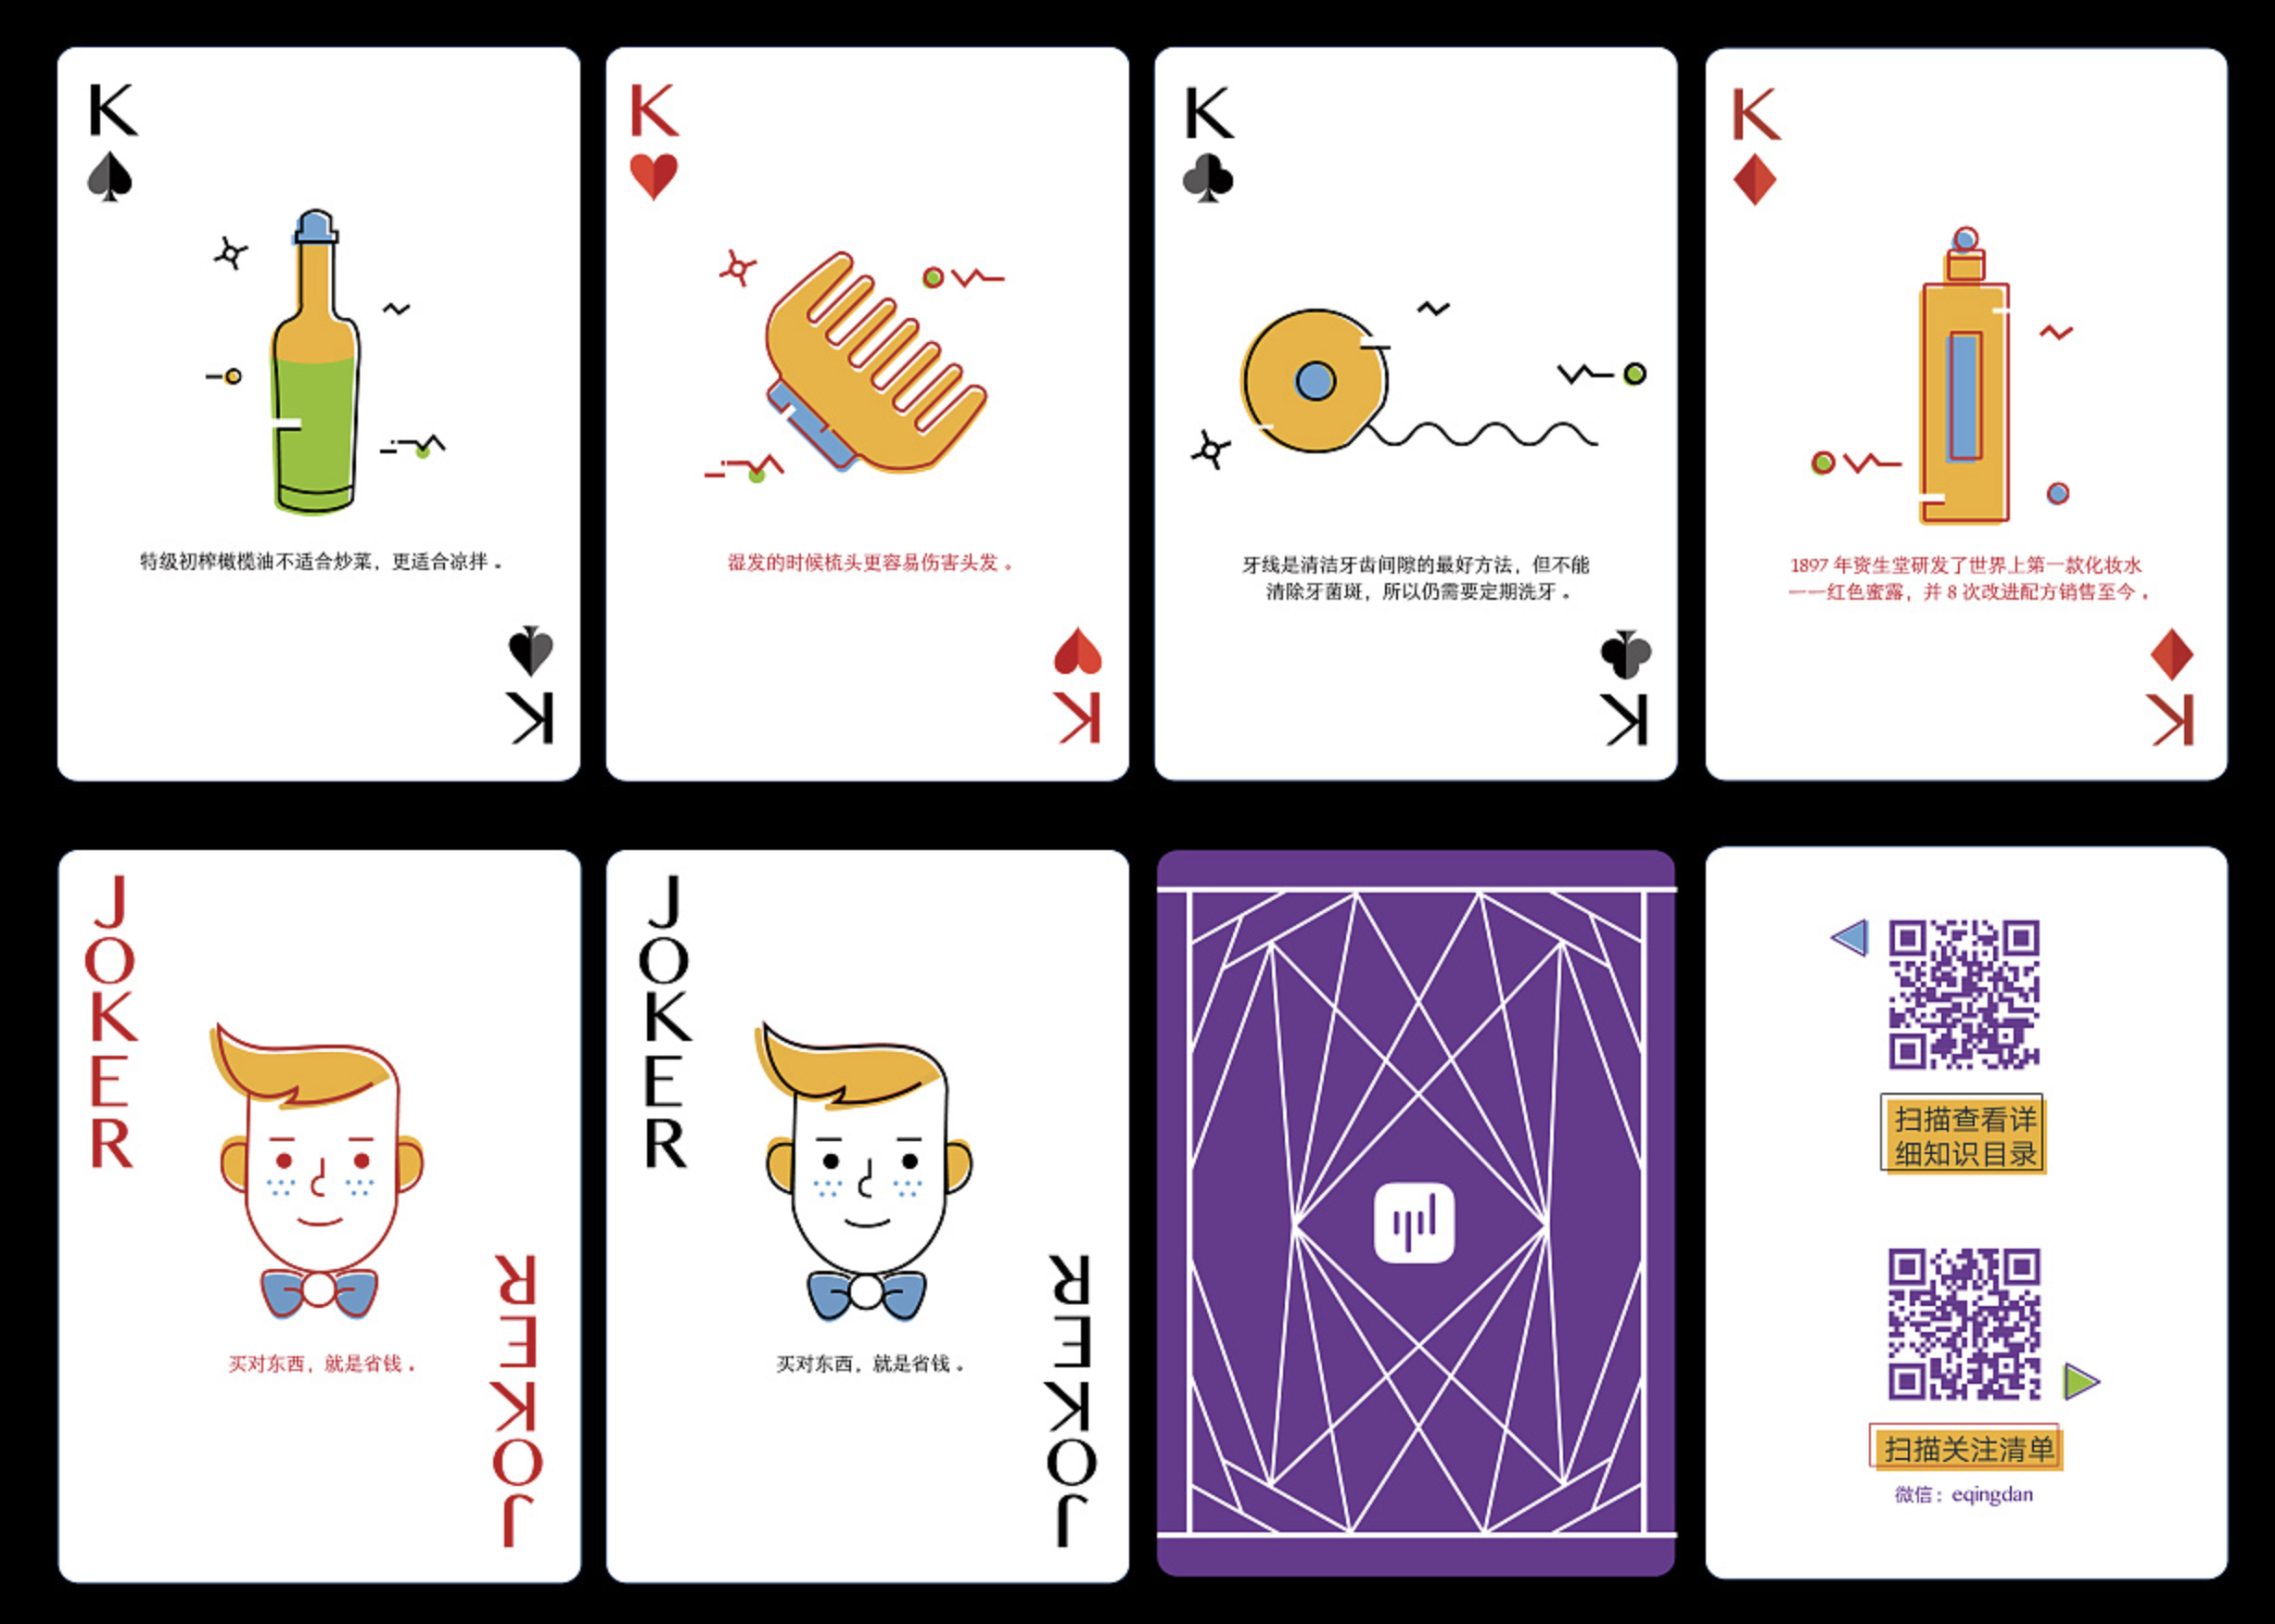 K
特级初榨橄榄油不适合炒菜，更适合凉拌。
K
K
湿发的时候梳头更容易伤害头发。
K
K
牙线是清洁牙齿间隙的最好方法，但不能
清除牙菌斑，所以仍需要定期洗牙。
K
K
1897 年资生堂研发了世界上第一款化妆水
——红色蜜露，并 8 次改进配方销售至今。
K
JOKER
买对东西，就是省钱。
JOKER
JOKER
买对东西，就是省钱。
JOKER
扫描查看详
细知识目录
扫描关注清单
微信：eqingdan